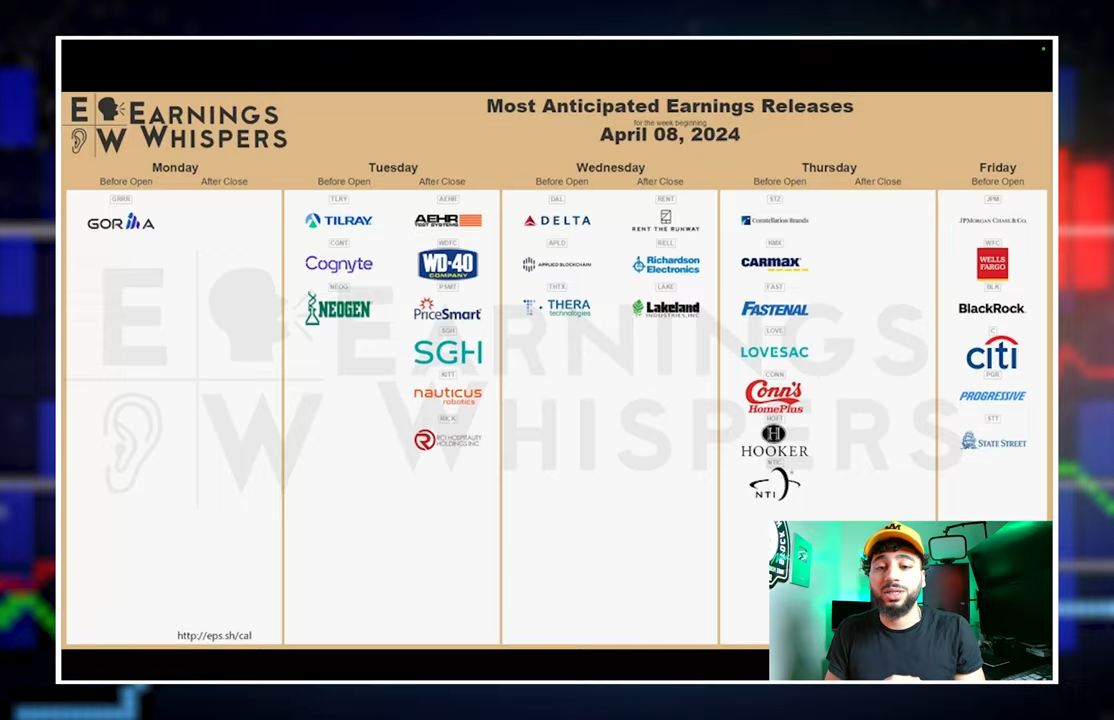 E W EARNINGS WHISPERS
Most Anticipated Earnings Releases
for the week beginning
April 08, 2024
Monday
Before Open After Close
GRRR
GORILLA
Tuesday
Before Open After Close
TLRY
TILRAY
CGNT
Cognyte
NEOG
NEOGEN
AEHR
AEHR TEST SYSTEMS
WDFC
WD-40 COMPANY
PSMT
PriceSmart
SGH
SGH
KITT
nauticus robotics
RICK
RCI HOSPITALITY HOLDINGS INC
Wednesday
Before Open After Close
DAL
DELTA
APLD
APPLIED BLOCKCHAIN
THTX
THERA technologies
RENT
RENT THE RUNWAY
RELL
Richardson Electronics
LAKE
Lakeland INDUSTRIES, INC
Thursday
Before Open After Close
STZ
Constellation Brands
KMX
CARMAX
FAST
FASTENAL
LOVE
LOVESAC
CONN
Conn's HomePlus
HOFT
H HOOKER
NTIC
NTI
Friday
Before Open
JPM
JPMORGAN CHASE & CO.
WFC
WELLS FARGO
BLK
BlackRock
C
citi
PGR
PROGRESSIVE
STT
STATE STREET
E W EARNINGS WHISPERS
http://eps.sh/cal